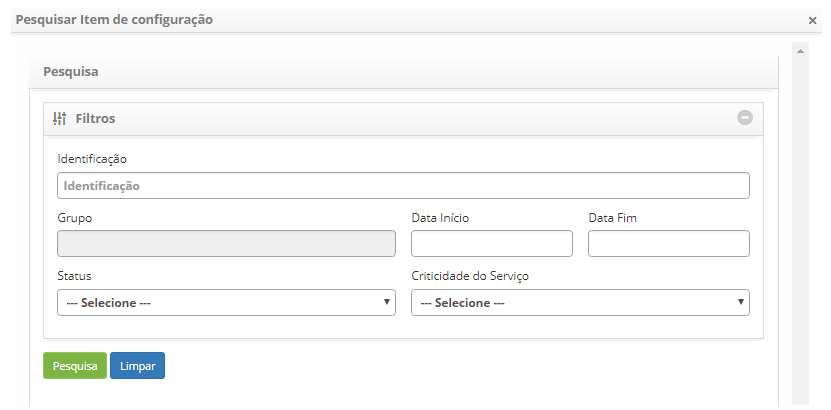 Pesquisar Item de configuração ×
Pesquisa
Filtros
Identificação
Identificação
Grupo Data Início Data Fim
Status Criticidade do Serviço
--- Selecione --- --- Selecione ---
Pesquisa Limpar